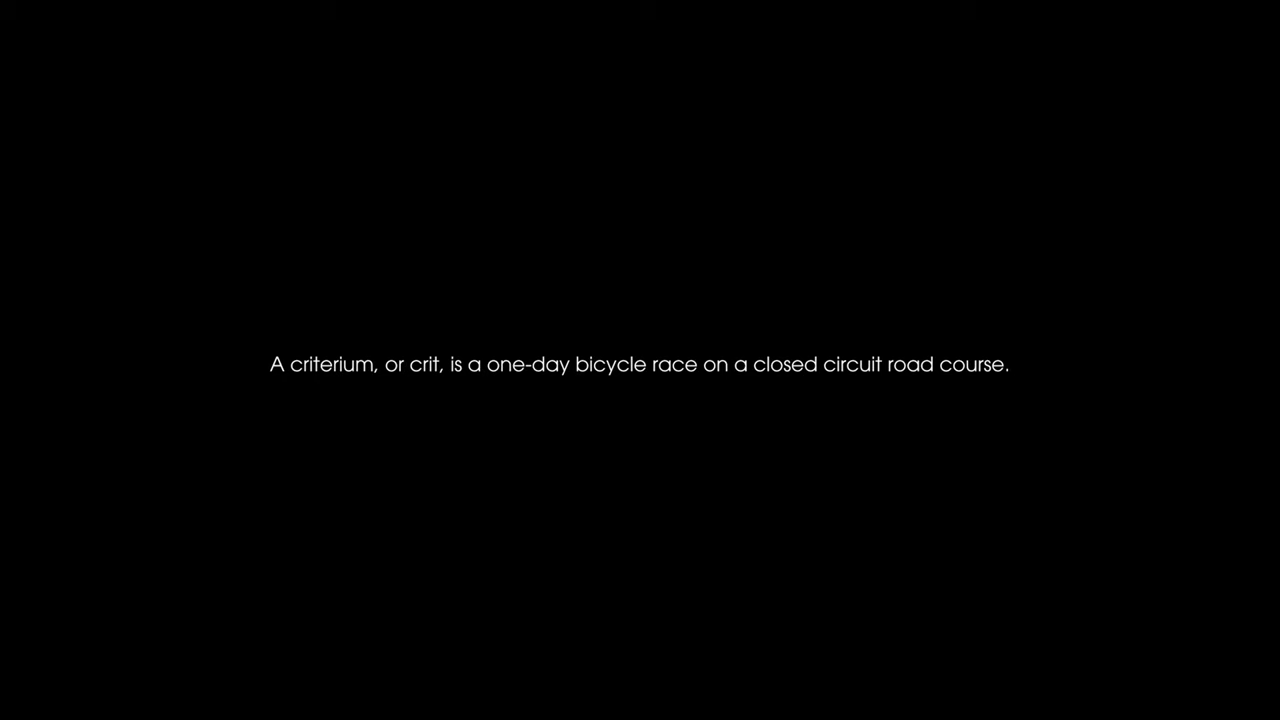 A criterium, or crit, is a one-day bicycle race on a closed circuit road course.